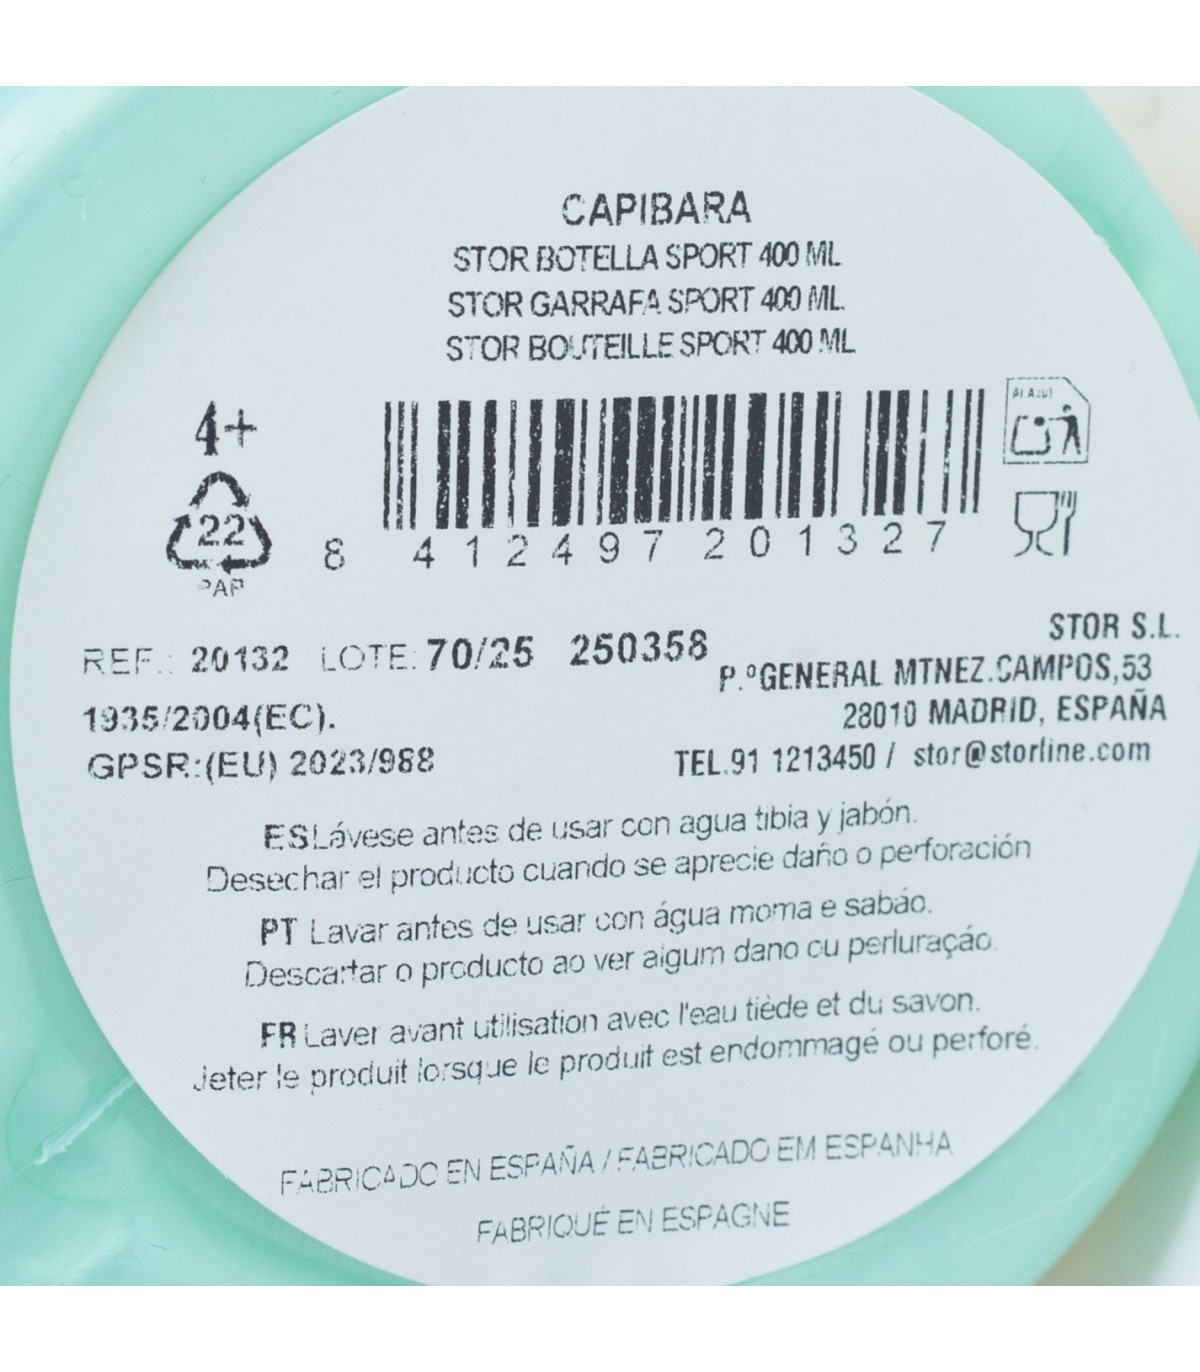 CAPIBARA
STOR BOTELLA SPORT 400 ML
STOR GARRAFA SPORT 400 ML
STOR BOUTEILLE SPORT 400 ML
4+
22
PAP
8 412497 201327
Al Azul
REF.: 20132 LOTE: 70/25 250358
1935/2004(EC).
GPSR:(EU) 2023/988
STOR S.L.
P.ºGENERAL MTNEZ.CAMPOS,53
28010 MADRID, ESPAÑA
TEL.91 1213450 / stor@storline.com
ES Lávese antes de usar con agua tibia y jabón.
Desechar el producto cuando se aprecie daño o perforación
PT Lavar antes de usar con água morna e sabão.
Descartar o producto ao ver algum dano ou perfuração.
FR Laver avant utilisation avec l'eau tiède et du savon.
Jeter le produit lorsque le produit est endommagé ou perforé.
FABRICADO EN ESPAÑA / FABRICADO EM ESPANHA
FABRIQUÉ EN ESPAGNE